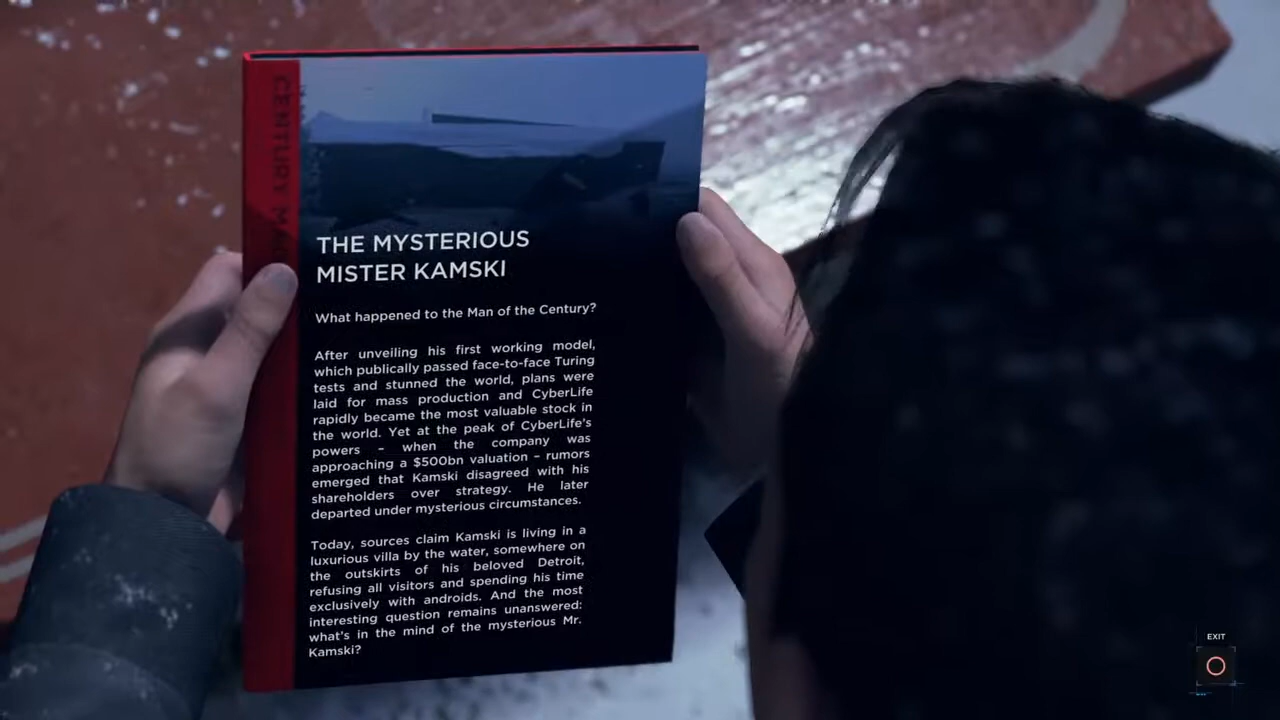 CENTURY
THE MYSTERIOUS
MISTER KAMSKI
What happened to the Man of the Century?
After unveiling his first working model,
which publically passed face-to-face Turing
tests and stunned the world, plans were
laid for mass production and CyberLife
rapidly became the most valuable stock in
the world. Yet at the peak of CyberLife's
powers – when the company was
approaching a $500bn valuation – rumors
emerged that Kamski disagreed with his
shareholders over strategy. He later
departed under mysterious circumstances.
Today, sources claim Kamski is living in a
luxurious villa by the water, somewhere on
the outskirts of his beloved Detroit,
refusing all visitors and spending his time
exclusively with androids. And the most
interesting question remains unanswered:
what's in the mind of the mysterious Mr.
Kamski?
EXIT